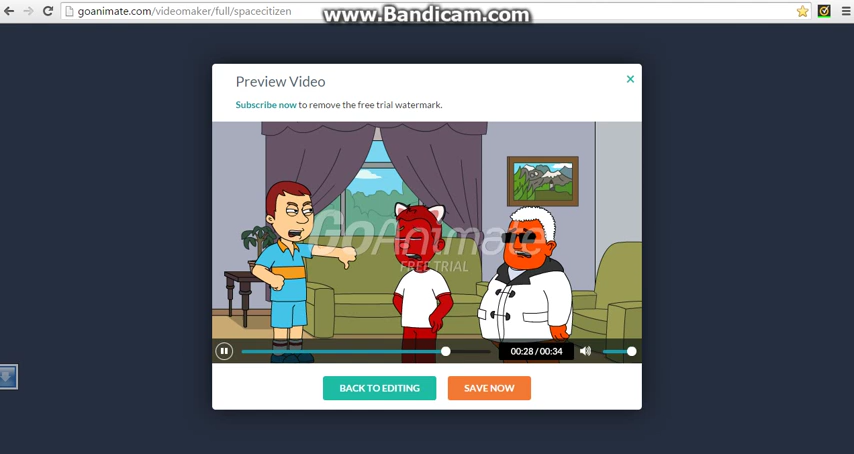 goanimate.com/videomaker/full/spacecitizen
www.Bandicam.com
Preview Video
Subscribe now to remove the free trial watermark.
GoAnimate
FREE TRIAL
00:28 / 00:34
BACK TO EDITING
SAVE NOW